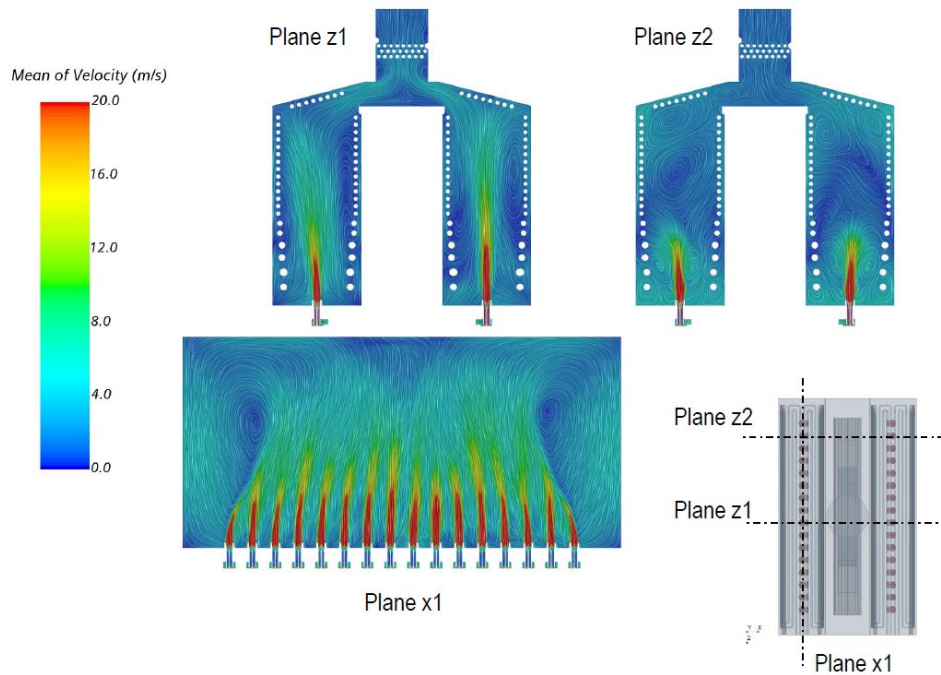 Plane z1
Plane z2
Mean of Velocity (m/s)
20.0
16.0
12.0
8.0
4.0
0.0
Plane z2
Plane z1
Plane x1
Plane x1